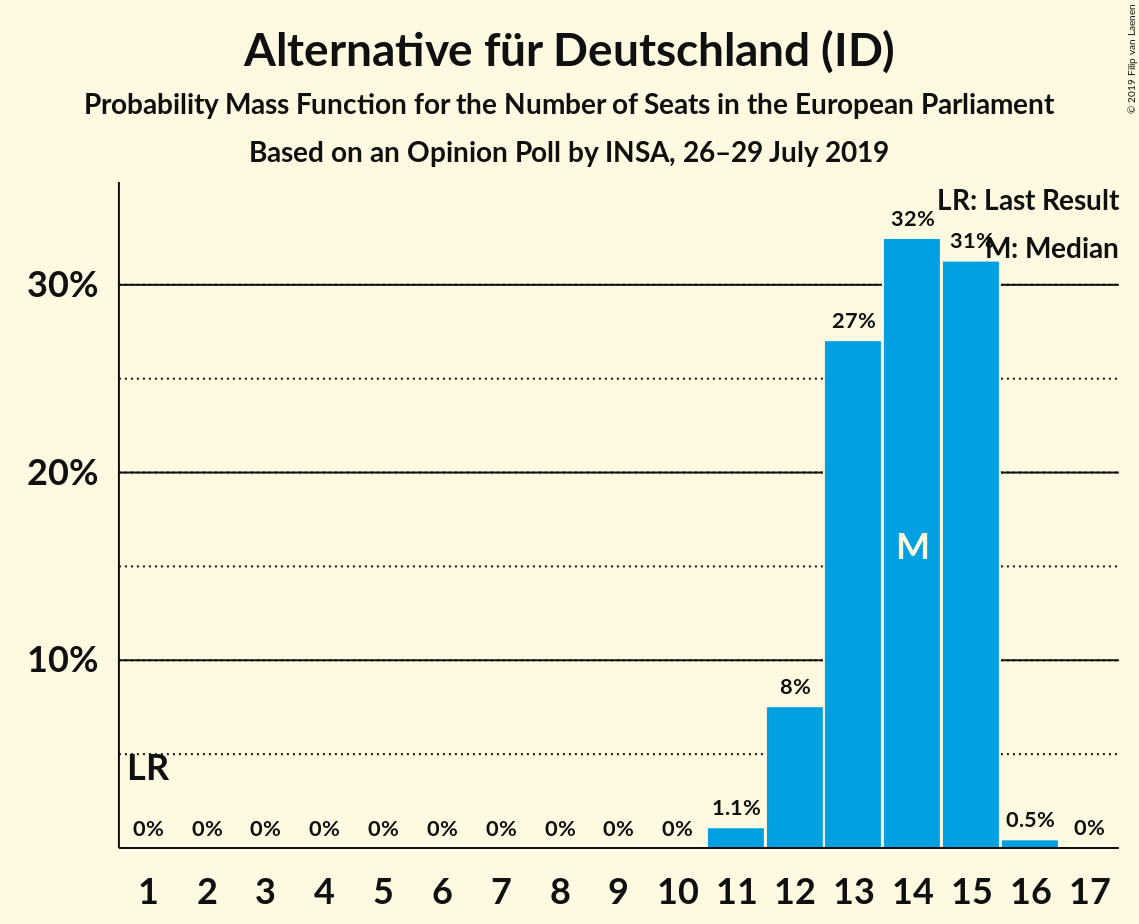 Alternative für Deutschland (ID)
Probability Mass Function for the Number of Seats in the European Parliament
Based on an Opinion Poll by INSA, 26–29 July 2019
© 2019 Filip van Laenen
LR: Last Result
M: Median
30%
20%
10%
32%
31%
27%
M
8%
LR
0% 0% 0% 0% 0% 0% 0% 0% 0% 0% 1.1% 0.5% 0%
1 2 3 4 5 6 7 8 9 10 11 12 13 14 15 16 17